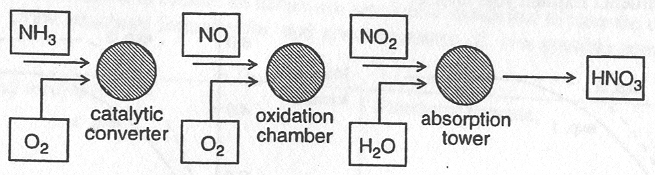 NH₃
NO
NO₂
HNO₃
catalytic
converter
oxidation
chamber
absorption
tower
O₂
O₂
H₂O